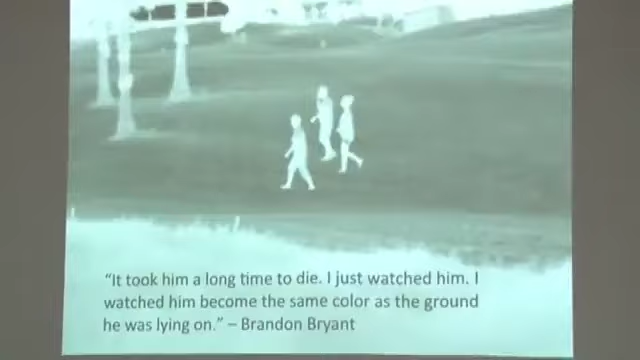 “It took him a long time to die. I just watched him. I
watched him become the same color as the ground
he was lying on.” – Brandon Bryant